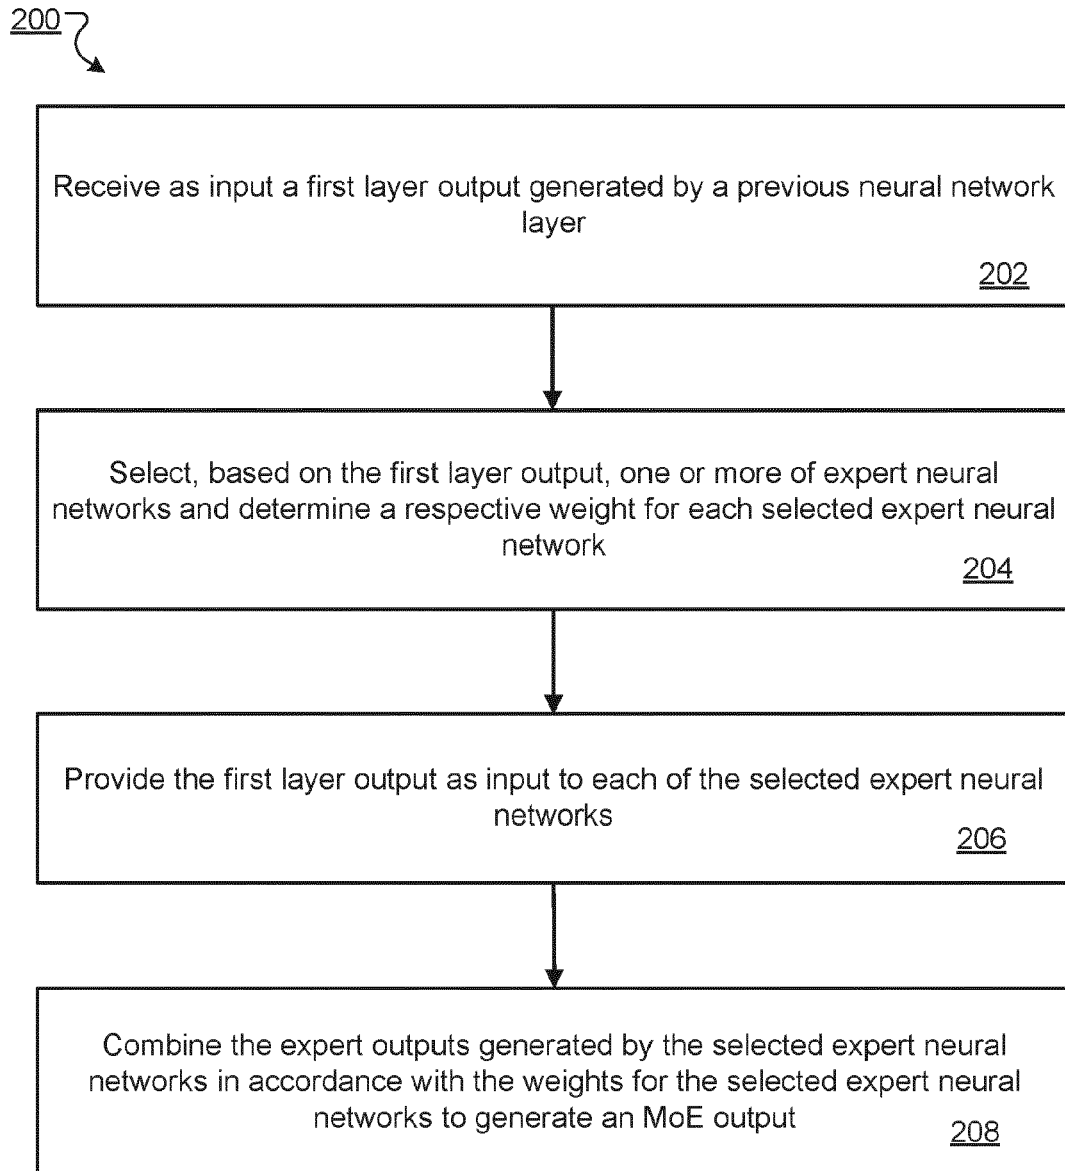 200
Receive as input a first layer output generated by a previous neural network
layer
202
Select, based on the first layer output, one or more of expert neural
networks and determine a respective weight for each selected expert neural
network
204
Provide the first layer output as input to each of the selected expert neural
networks
206
Combine the expert outputs generated by the selected expert neural
networks in accordance with the weights for the selected expert neural
networks to generate an MoE output
208